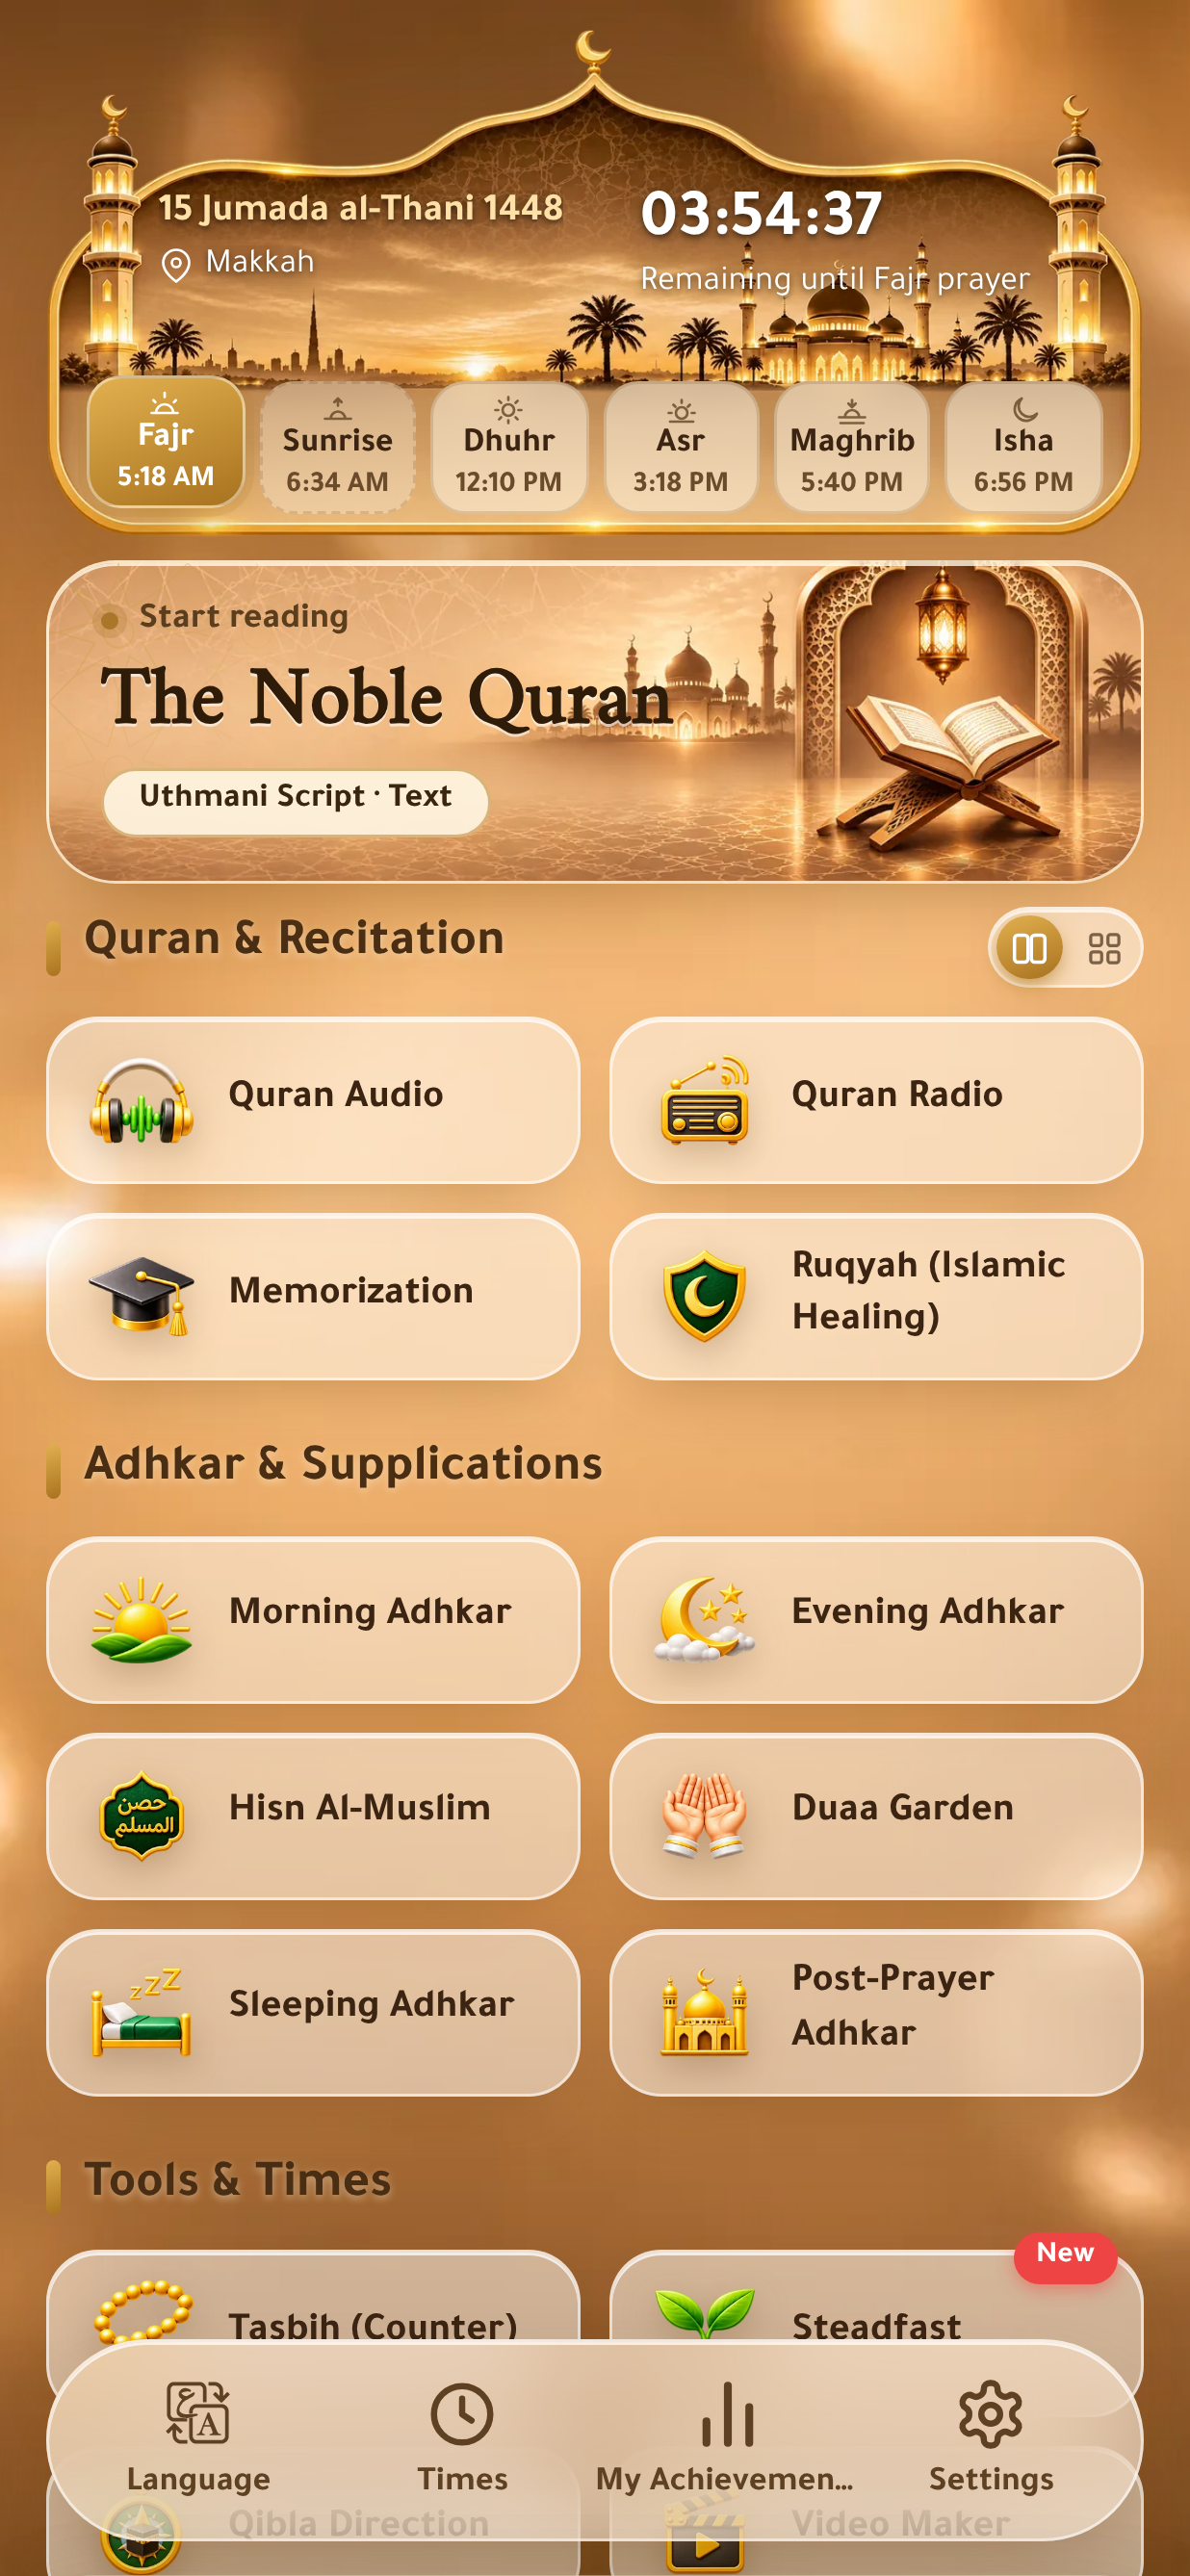 15 Jumada al-Thani 1448
Makkah
03:54:37
Remaining until Fajr prayer
Fajr
5:18 AM
Sunrise
6:34 AM
Dhuhr
12:10 PM
Asr
3:18 PM
Maghrib
5:40 PM
Isha
6:56 PM
Start reading
The Noble Quran
Uthmani Script · Text
Quran & Recitation
Quran Audio
Quran Radio
Memorization
Ruqyah (Islamic
Healing)
Adhkar & Supplications
Morning Adhkar
Evening Adhkar
حصن
المسلم
Hisn Al-Muslim
Duaa Garden
zzZ
Sleeping Adhkar
Post-Prayer
Adhkar
Tools & Times
Tasbih (Counter)
New
Steadfast
ع
A
Language
Times
My Achievemen...
Settings
Qibla Direction
Video Maker